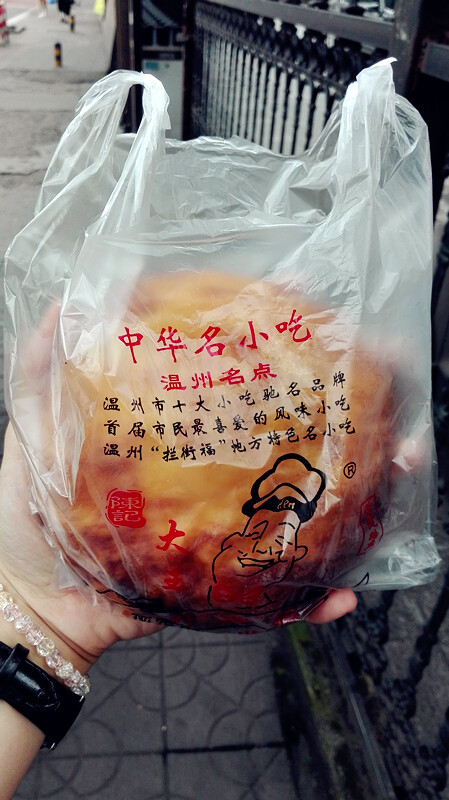 中华名小吃
温州名点
温州市十大小吃驰名品牌
首届市民最喜爱的风味小吃
温州“拦街福”地方特色名小吃
®
陳記
大